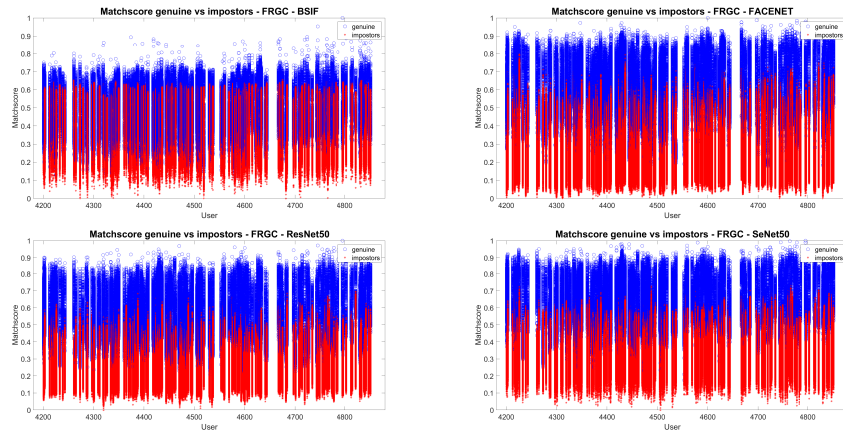 Matchscore genuine vs impostors - FRGC - BSIF
genuine
impostors
1
0.9
0.8
0.7
0.6
0.5
0.4
0.3
0.2
0.1
0
Matchscore
4200 4300 4400 4500 4600 4700 4800
User
Matchscore genuine vs impostors - FRGC - FACENET
genuine
impostors
1
0.9
0.8
0.7
0.6
0.5
0.4
0.3
0.2
0.1
0
Matchscore
4200 4300 4400 4500 4600 4700 4800
User
Matchscore genuine vs impostors - FRGC - ResNet50
genuine
impostors
1
0.9
0.8
0.7
0.6
0.5
0.4
0.3
0.2
0.1
0
Matchscore
4200 4300 4400 4500 4600 4700 4800
User
Matchscore genuine vs impostors - FRGC - SeNet50
genuine
impostors
1
0.9
0.8
0.7
0.6
0.5
0.4
0.3
0.2
0.1
0
Matchscore
4200 4300 4400 4500 4600 4700 4800
User